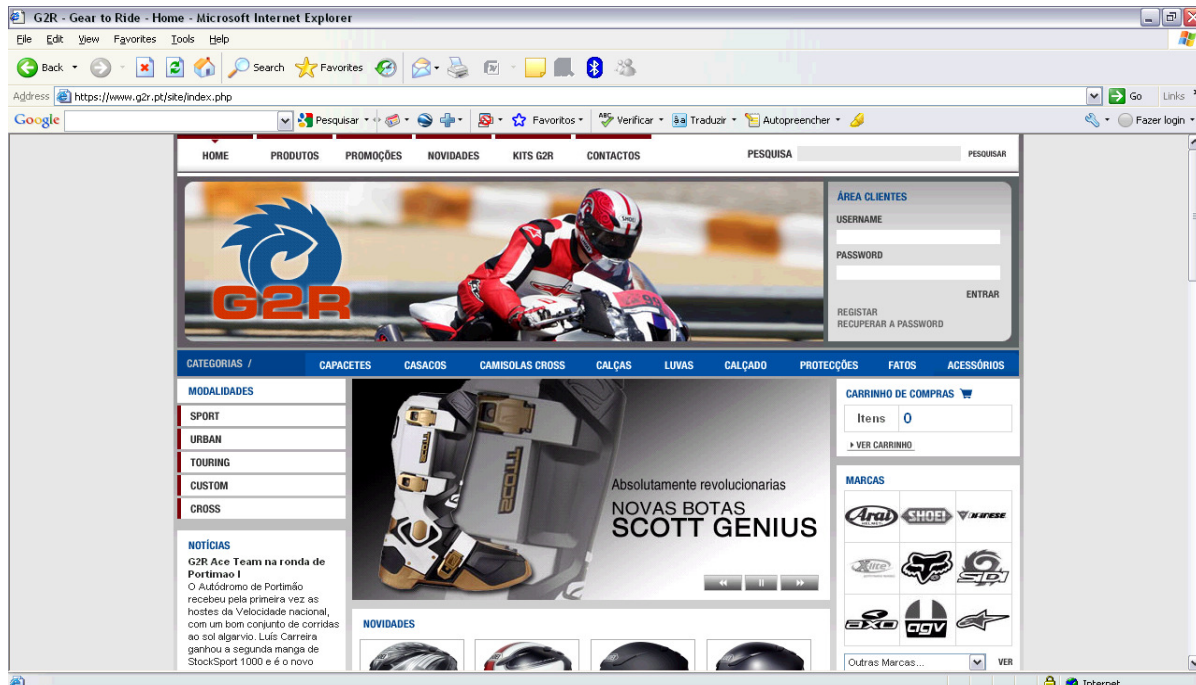 G2R - Gear to Ride - Home - Microsoft Internet Explorer
File Edit View Favorites Tools Help
Back Search Favorites
Address https://www.g2r.pt/site/index.php Go Links
Google Pesquisar Favoritos Verificar Traduzir Autopreencher Fazer login
HOME PRODUTOS PROMOÇÕES NOVIDADES KITS G2R CONTACTOS PESQUISA PESQUISAR
G2R
SHOEI
ÁREA CLIENTES
USERNAME
PASSWORD
ENTRAR
REGISTAR
RECUPERAR A PASSWORD
CATEGORIAS / CAPACETES CASACOS CAMISOLAS CROSS CALÇAS LUVAS CALÇADO PROTECÇÕES FATOS ACESSÓRIOS
MODALIDADES
SPORT
URBAN
TOURING
CUSTOM
CROSS
NOTÍCIAS
G2R Ace Team na ronda de
Portimao I
O Autódromo de Portimão
recebeu pela primeira vez as
hostes da Velocidade nacional,
com um bom conjunto de corridas
ao sol algarvio. Luís Carreira
ganhou a segunda manga de
StockSport 1000 e é o novo
SCOTT
Absolutamente revolucionarias
NOVAS BOTAS
SCOTT GENIUS
NOVIDADES
CARRINHO DE COMPRAS
Itens 0
VER CARRINHO
MARCAS
Arai SHOEI DAINESE
X-lite SIDI
AXO agv
Outras Marcas... VER
Internet